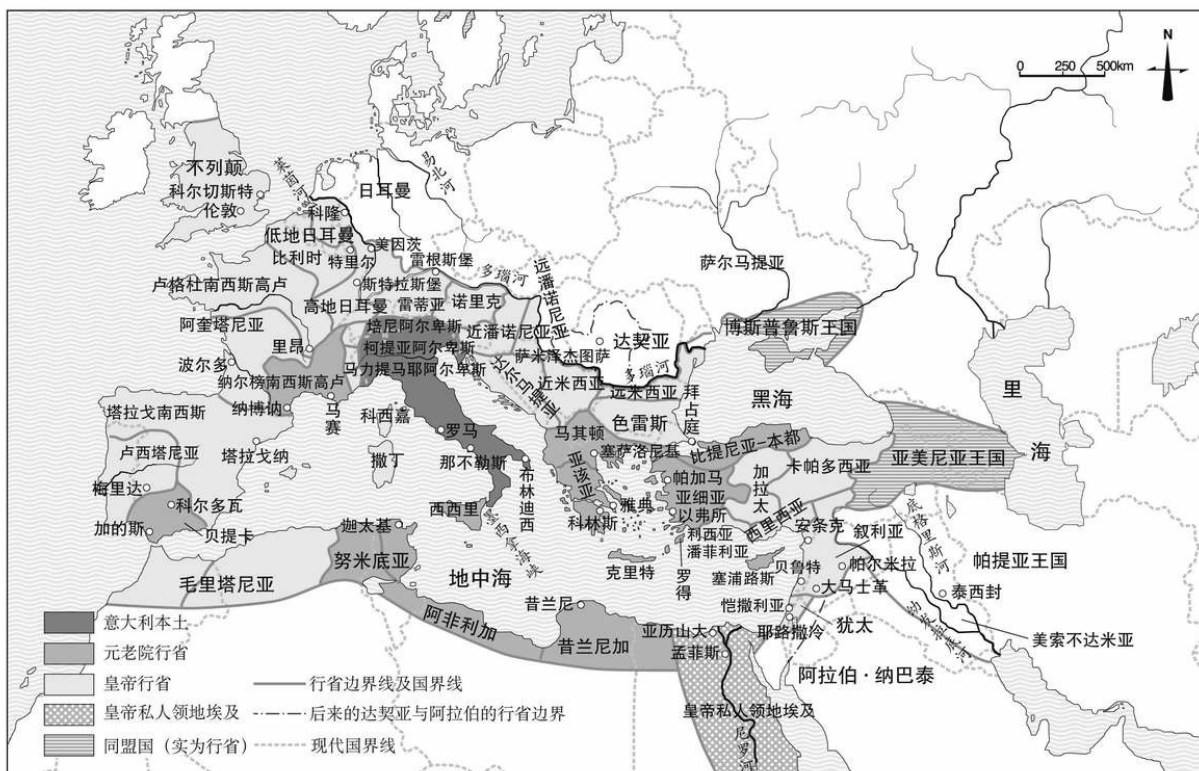 N
0 250 500km
不列颠
科尔切斯特
伦敦
莱茵河
易北河
日耳曼
科隆
低地日耳曼
美因茨
比利时
特里尔
雷根斯堡
多瑙河
远潘诺尼亚
萨尔马提亚
卢格杜南西斯高卢
斯特拉斯堡
高地日耳曼
雷蒂亚
诺里克
阿奎塔尼亚
培尼阿尔卑斯
近潘诺尼亚
达契亚
博斯普鲁斯王国
里昂
柯提亚阿尔卑斯
萨米泽杰图萨
波尔多
马力提马耶阿尔卑斯
达尔马提亚
近米西亚
多瑙河
纳尔榜南西斯高卢
远米西亚
拜占庭
黑海
里海
塔拉戈南西斯
纳博讷
马赛
科西嘉
色雷斯
马其顿
卢西塔尼亚
塔拉戈纳
撒丁
罗马
那不勒斯
布林迪西
塞萨洛尼基
比提尼亚-本都
亚美尼亚王国
卡帕多西亚
梅里达
科尔多瓦
亚该亚
帕加马
加拉太
亚细亚
加的斯
贝提卡
西西里
雅典
科林斯
以弗所
西里西亚
安条克
叙利亚
底格里斯河
迦太基
西拿海峡
利西亚
潘菲利亚
帕提亚王国
毛里塔尼亚
努米底亚
地中海
克里特
罗得
塞浦路斯
贝鲁特
帕尔米拉
大马士革
泰西封
昔兰尼
恺撒利亚
幼发拉底河
阿非利加
昔兰尼加
亚历山大
耶路撒冷
犹太
美索不达米亚
孟菲斯
阿拉伯·纳巴泰
皇帝私人领地埃及
尼罗河
意大利本土
元老院行省
皇帝行省
行省边界线及国界线
皇帝私人领地埃及
后来的达契亚与阿拉伯的行省边界
同盟国（实为行省）
现代国界线